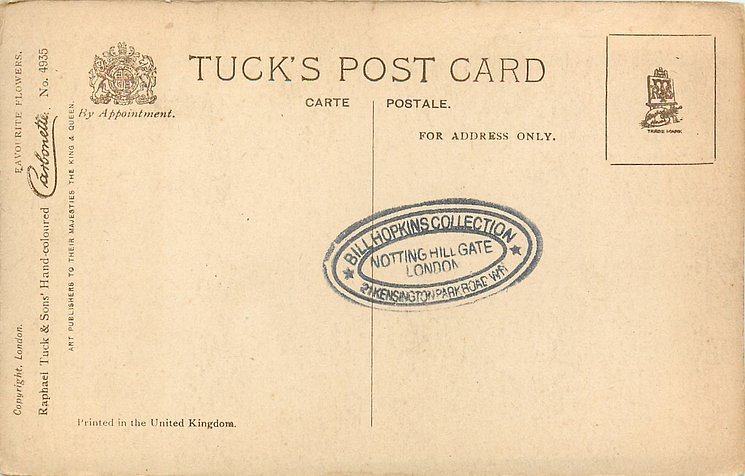 TUCK'S POST CARD
CARTE POSTALE.
FOR ADDRESS ONLY.
By Appointment.
TRADE MARK
FAVOURITE FLOWERS.
Raphael Tuck & Sons' Hand-coloured Carbonette, No. 4935
Copyright, London.
ART PUBLISHERS TO THEIR MAJESTIES THE KING & QUEEN.
BILL HOPKINS COLLECTION
NOTTING HILL GATE
LONDON
21 KENSINGTON PARK ROAD W11
Printed in the United Kingdom.